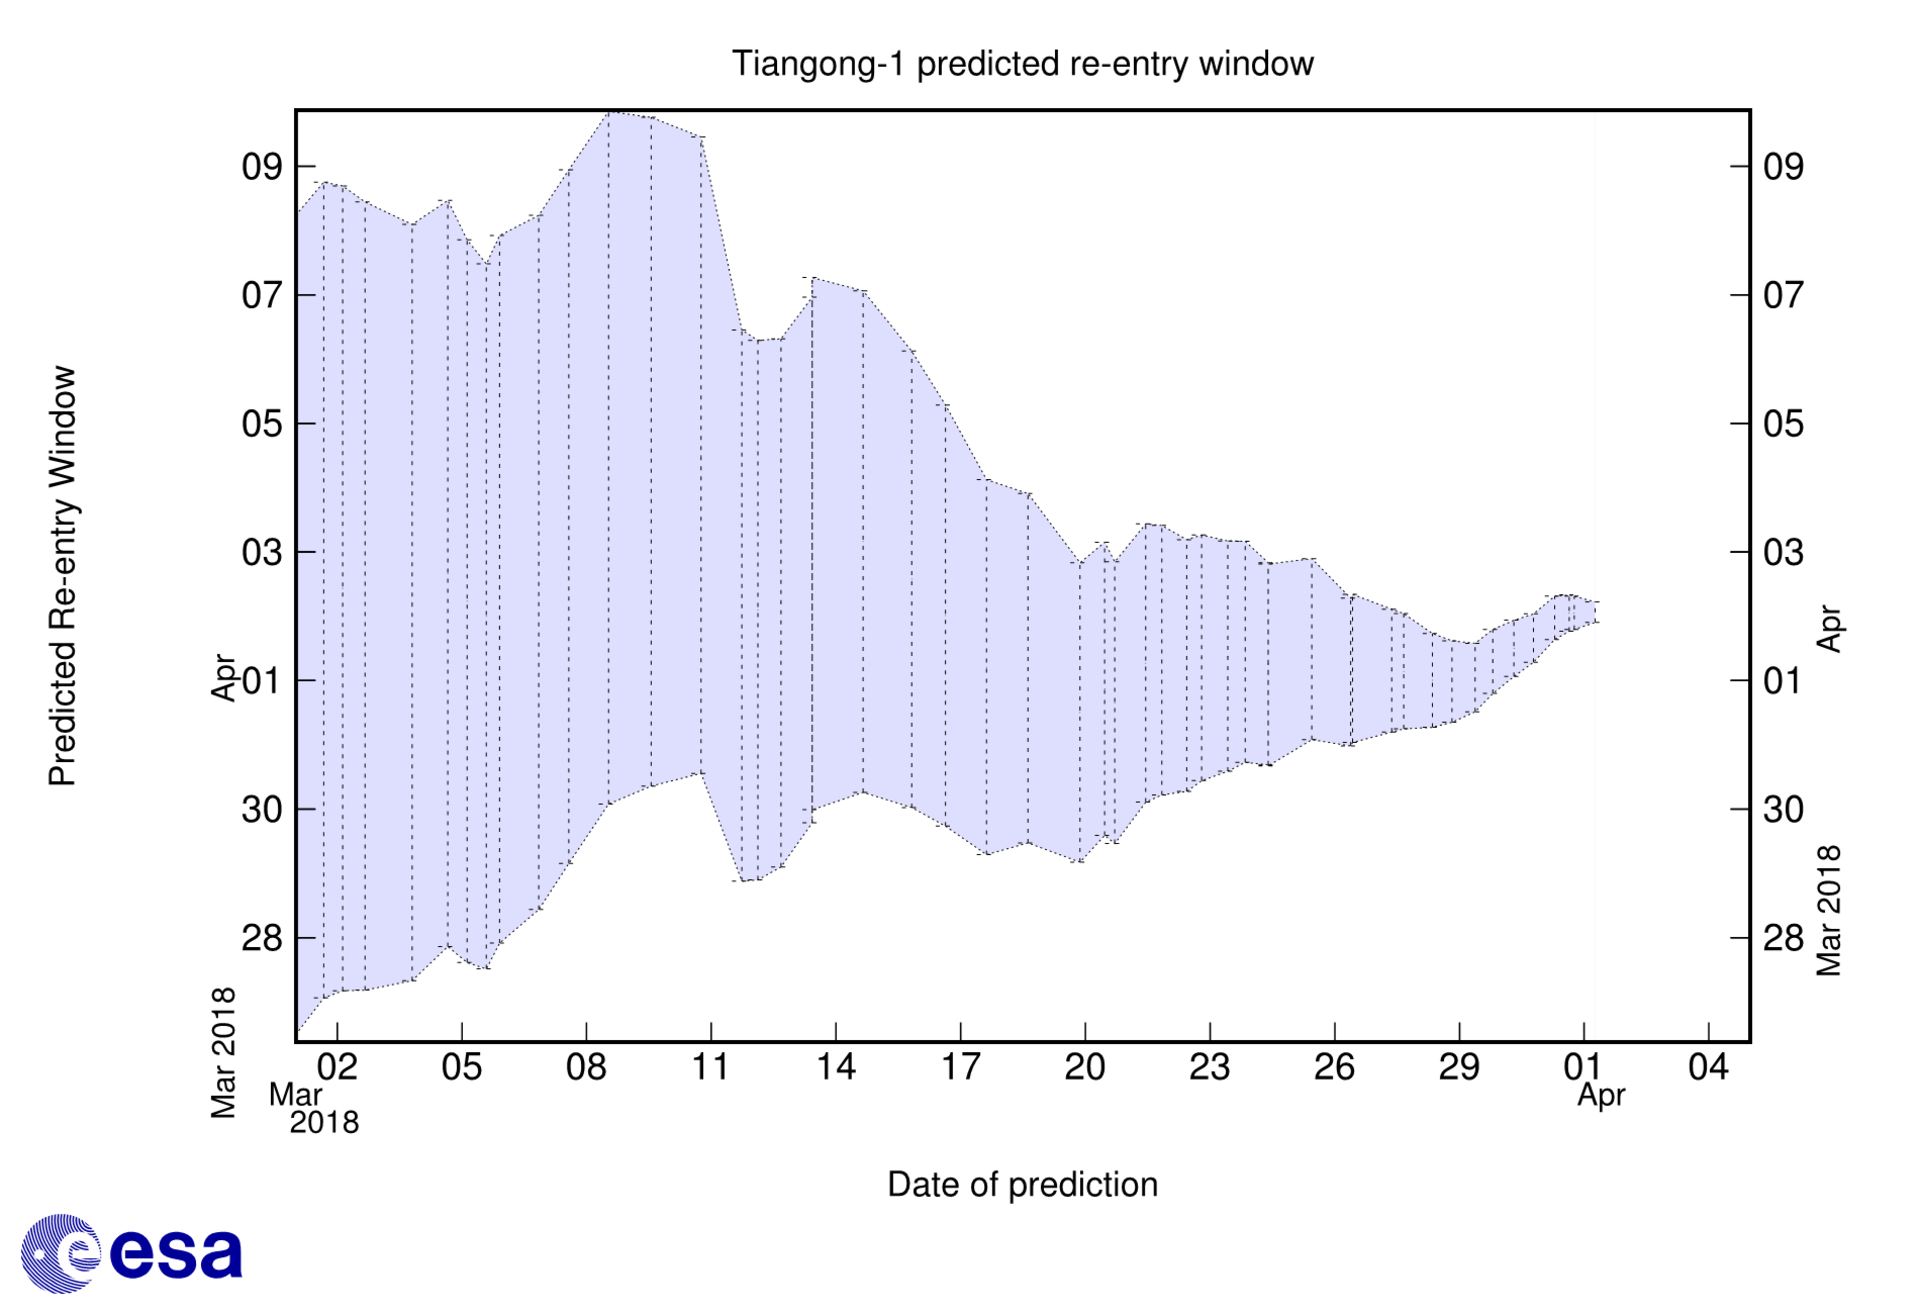 Tiangong-1 predicted re-entry window
Predicted Re-entry Window
09
07
05
03
Apr
01
30
28
Mar 2018
09
07
05
03
Apr
01
30
28
Mar 2018
02 05 08 11 14 17 20 23 26 29 01 04
Mar Apr
2018
Date of prediction
esa